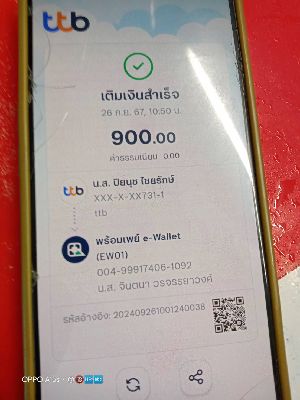 ttb
เติมเงินสำเร็จ
26 ก.ย. 67, 10:50 น.
900.00
ค่าธรรมเนียม 0.00
ttb
น.ส. ปิยนุช ไชยรักษ์
XXX-X-XX731-1
ttb
พร้อมเพย์ e-Wallet
(EW01)
004-99917406-1092
น.ส. จินตนา วรจรรยาวงศ์
รหัสอ้างอิง: 202409261001240038
OPPO A5s